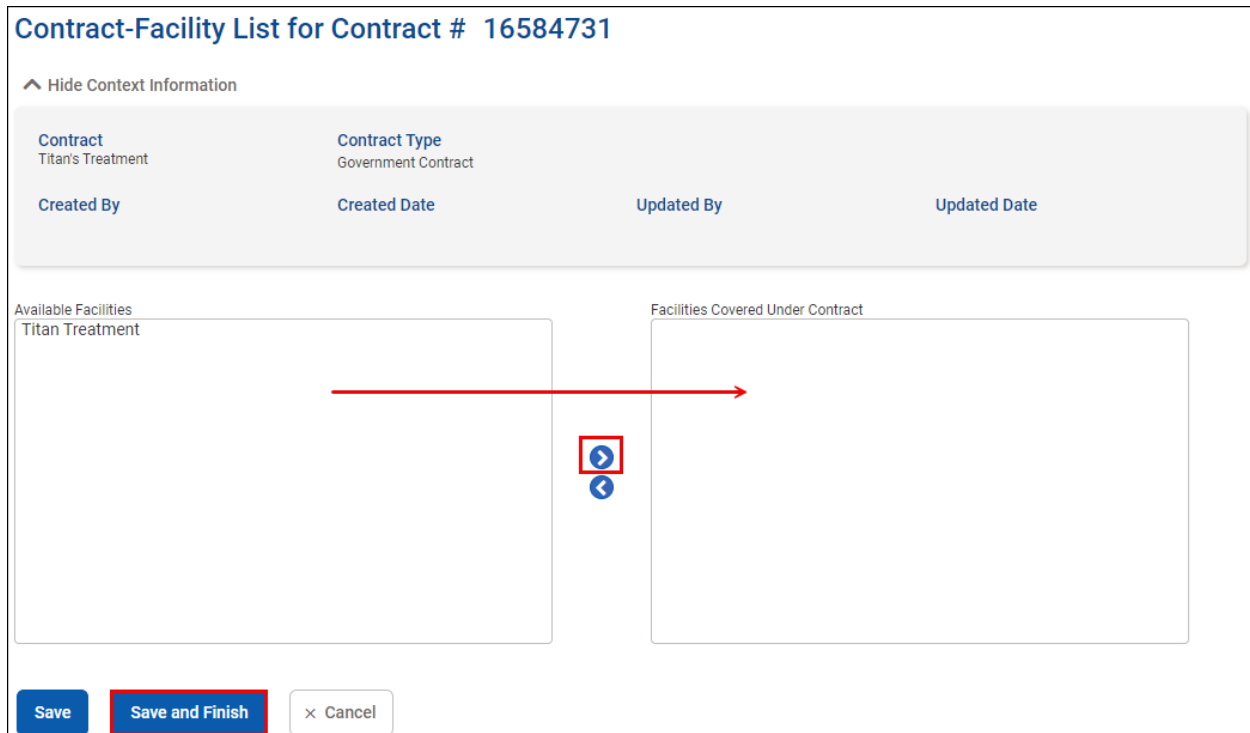 Contract-Facility List for Contract # 16584731
Hide Context Information
Contract
Contract Type
Titan's Treatment
Government Contract
Created By
Created Date
Updated By
Updated Date
Available Facilities
Facilities Covered Under Contract
Titan Treatment
Save
Save and Finish
× Cancel